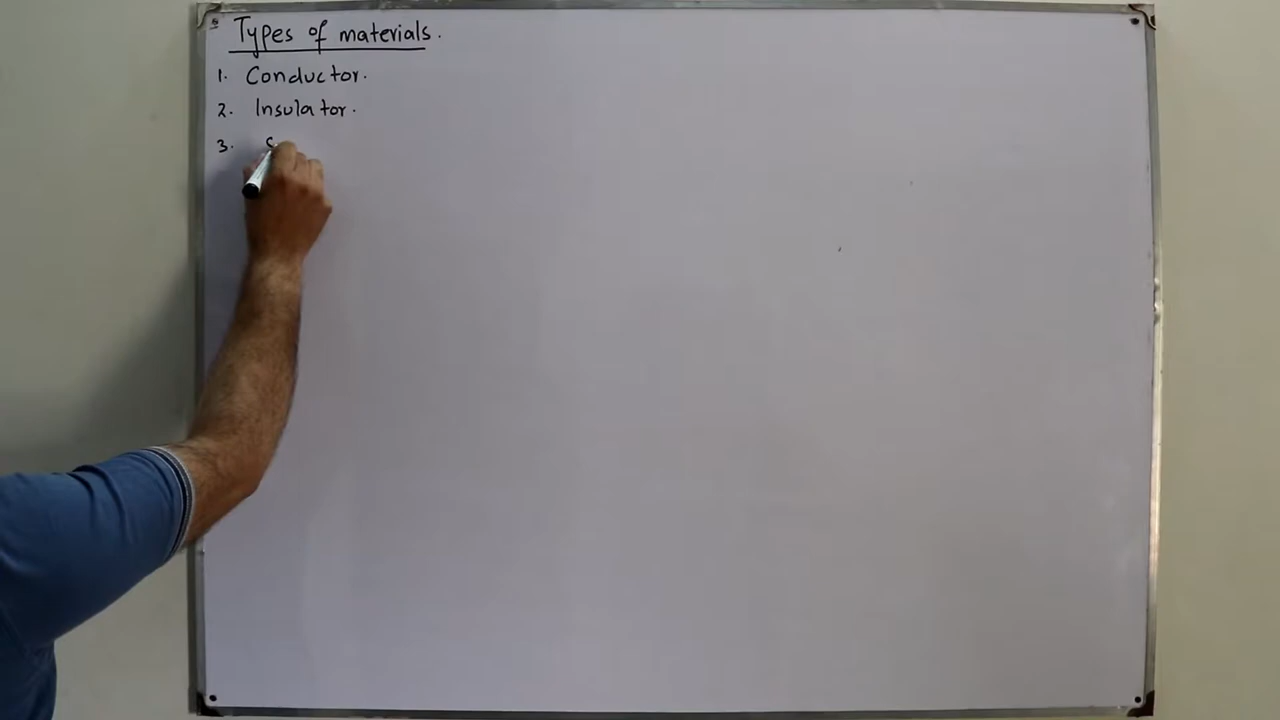 Types of materials.
1. Conductor.
2. Insulator.
3. S